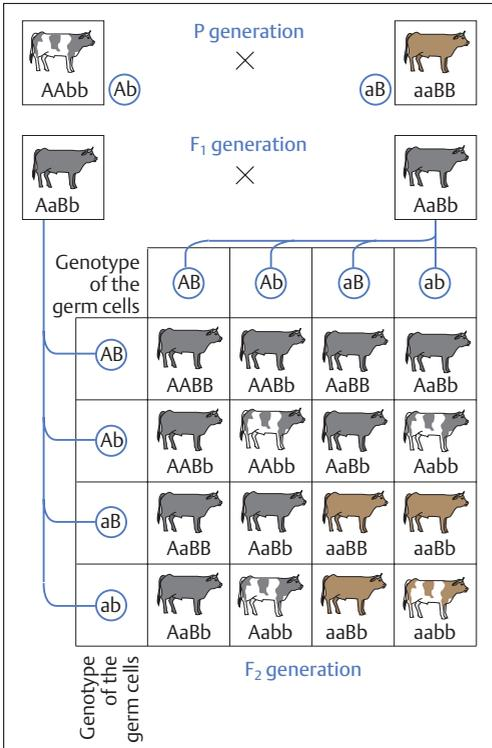 P generation
×
AAbb
Ab
aB
aaBB
F₁ generation
×
AaBb
AaBb
Genotype
of the
germ cells
AB
Ab
aB
ab
AB
AABB
AABb
AaBB
AaBb
Ab
AABb
AAbb
AaBb
Aabb
aB
AaBB
AaBb
aaBB
aaBb
ab
AaBb
Aabb
aaBb
aabb
Genotype
of the
germ cells
F₂ generation